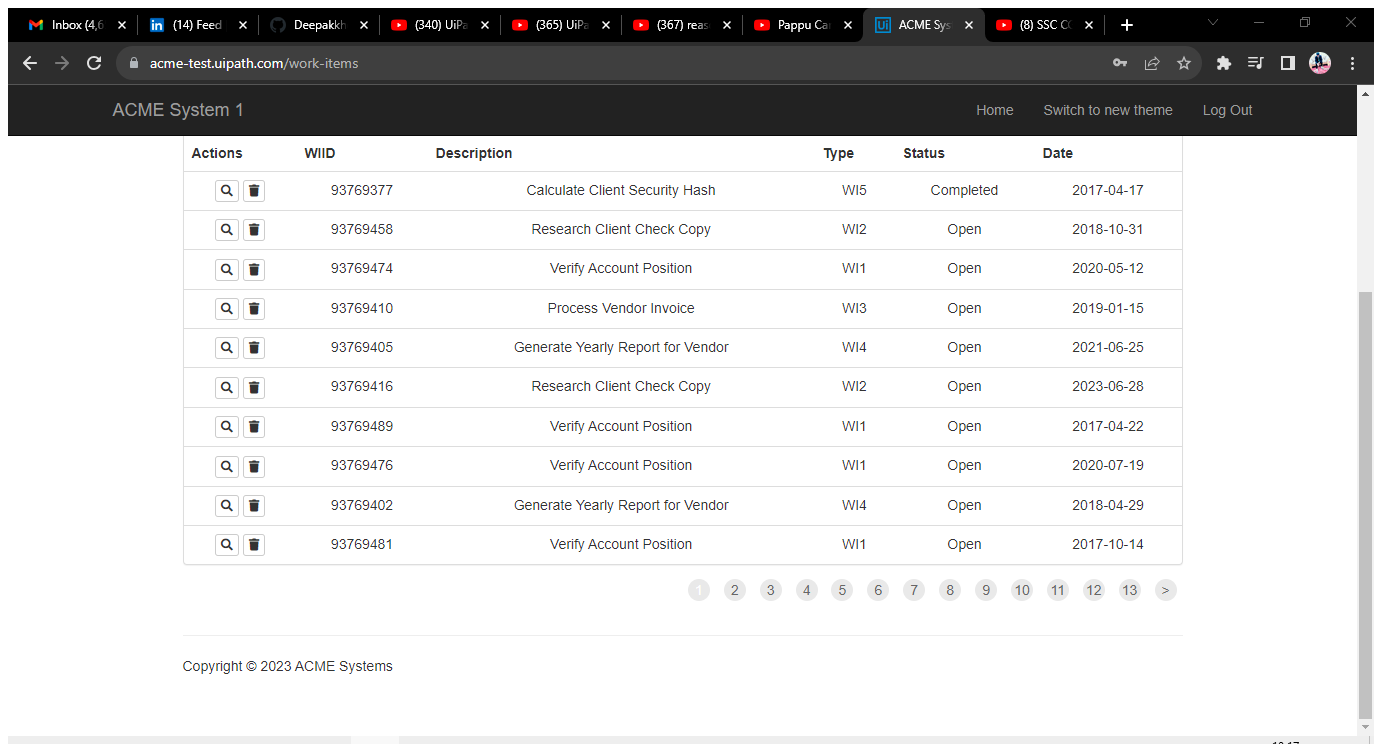 Inbox (4,6 (14) Feed Deepakkh (340) UiPa (365) UiPa (367) reas Pappu Ca ACME Sys (8) SSC C
acme-test.uipath.com/work-items
ACME System 1 Home Switch to new theme Log Out
Actions WIID Description Type Status Date
93769377 Calculate Client Security Hash WI5 Completed 2017-04-17
93769458 Research Client Check Copy WI2 Open 2018-10-31
93769474 Verify Account Position WI1 Open 2020-05-12
93769410 Process Vendor Invoice WI3 Open 2019-01-15
93769405 Generate Yearly Report for Vendor WI4 Open 2021-06-25
93769416 Research Client Check Copy WI2 Open 2023-06-28
93769489 Verify Account Position WI1 Open 2017-04-22
93769476 Verify Account Position WI1 Open 2020-07-19
93769402 Generate Yearly Report for Vendor WI4 Open 2018-04-29
93769481 Verify Account Position WI1 Open 2017-10-14
1 2 3 4 5 6 7 8 9 10 11 12 13 >
Copyright © 2023 ACME Systems